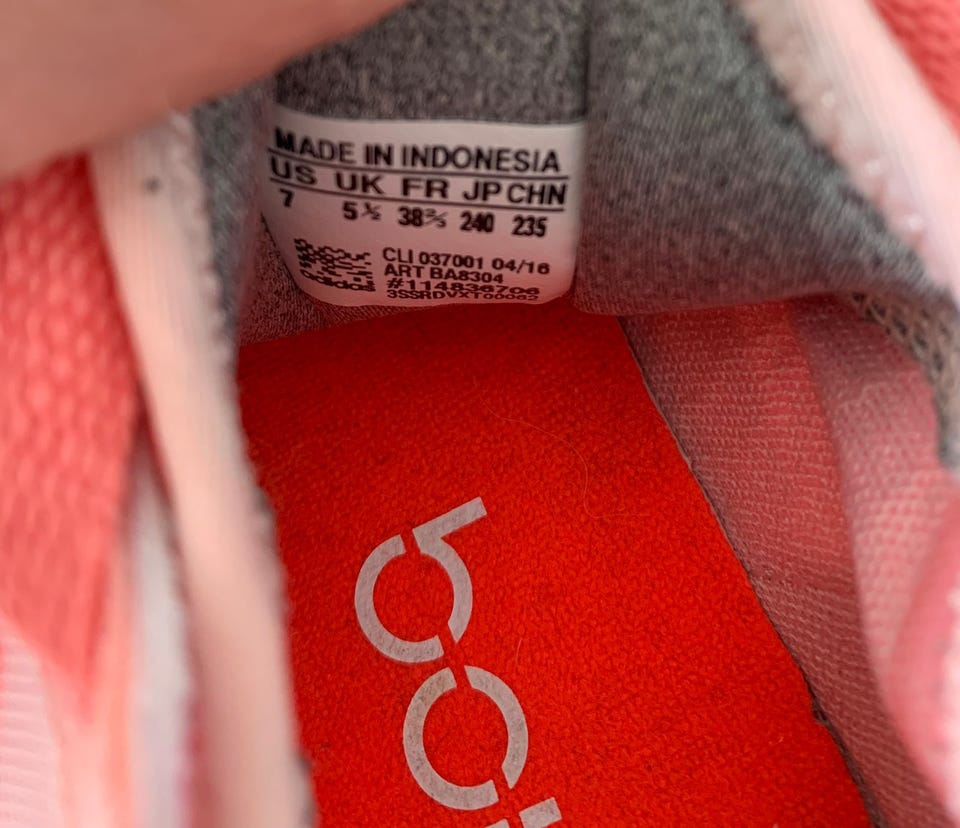 MADE IN INDONESIA
US UK FR JP CHN
7 5½ 38⅔ 240 235
CLI 037001 04/16
ART BA8304
#114836706
3SSRDVXT00062